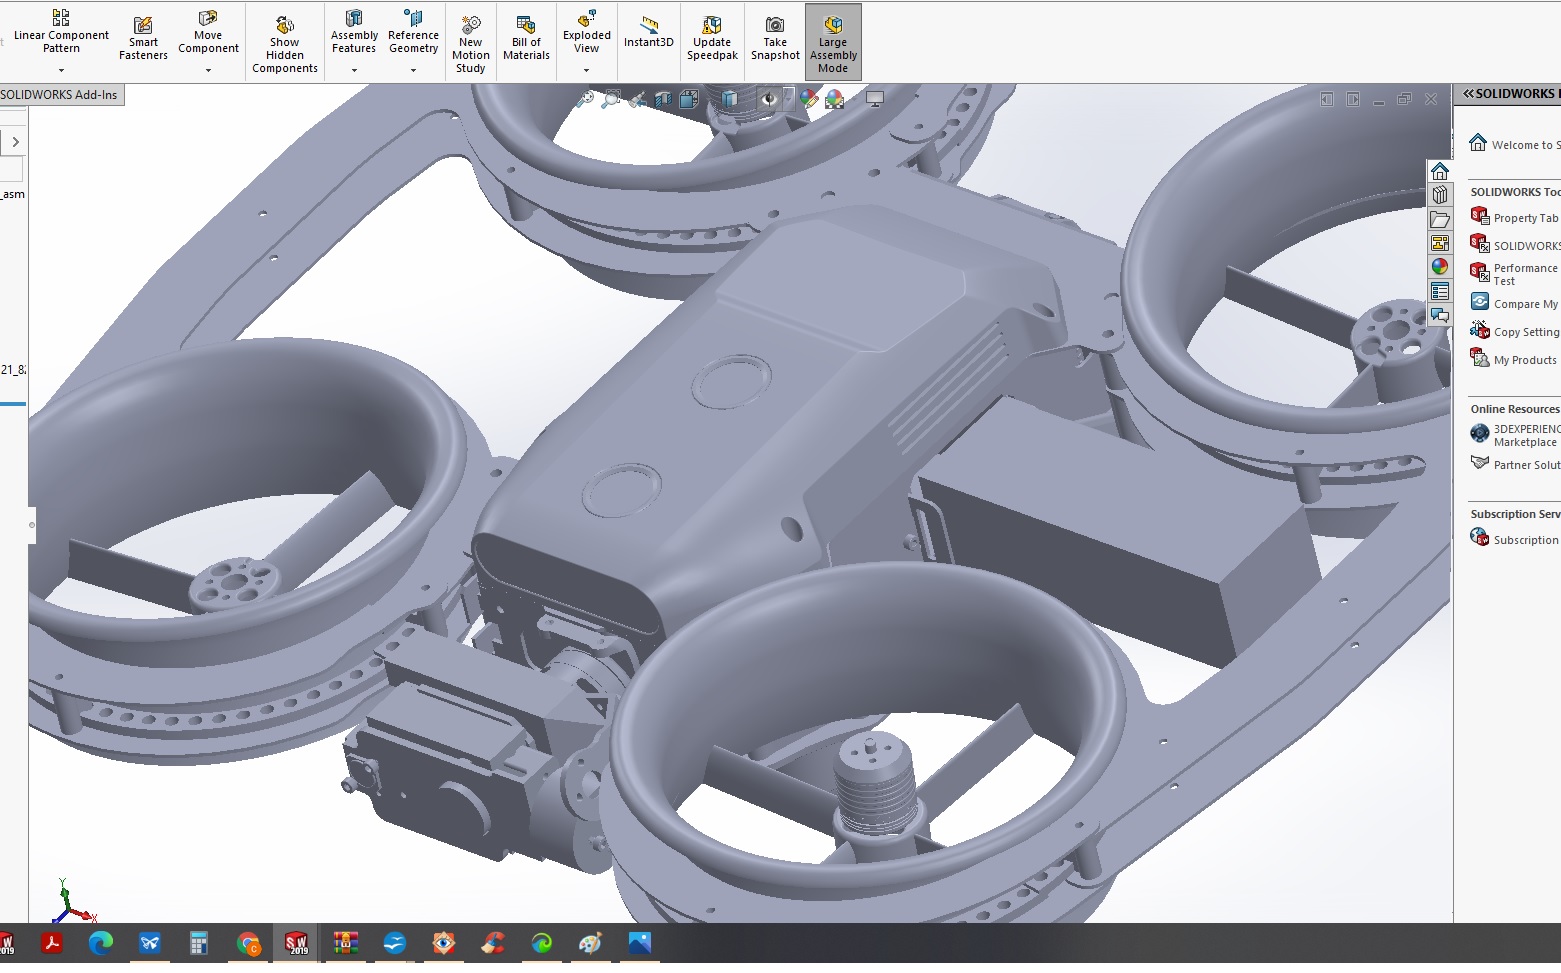 Linear Component
Pattern
Smart
Fasteners
Move
Component
Show
Hidden
Components
Assembly
Features
Reference
Geometry
New
Motion
Study
Bill of
Materials
Exploded
View
Instant3D
Update
Speedpak
Take
Snapshot
Large
Assembly
Mode
SOLIDWORKS Add-Ins
SOLIDWORKS
Welcome to S
_asm
SOLIDWORKS Too
Property Tab
SOLIDWORKS
Performance
Test
Compare My
Copy Setting
My Products
21_82
Online Resources
3DEXPERIENC
Marketplace
Partner Solut
Subscription Serv
Subscription
Y
X
SW
2019
SW
2019